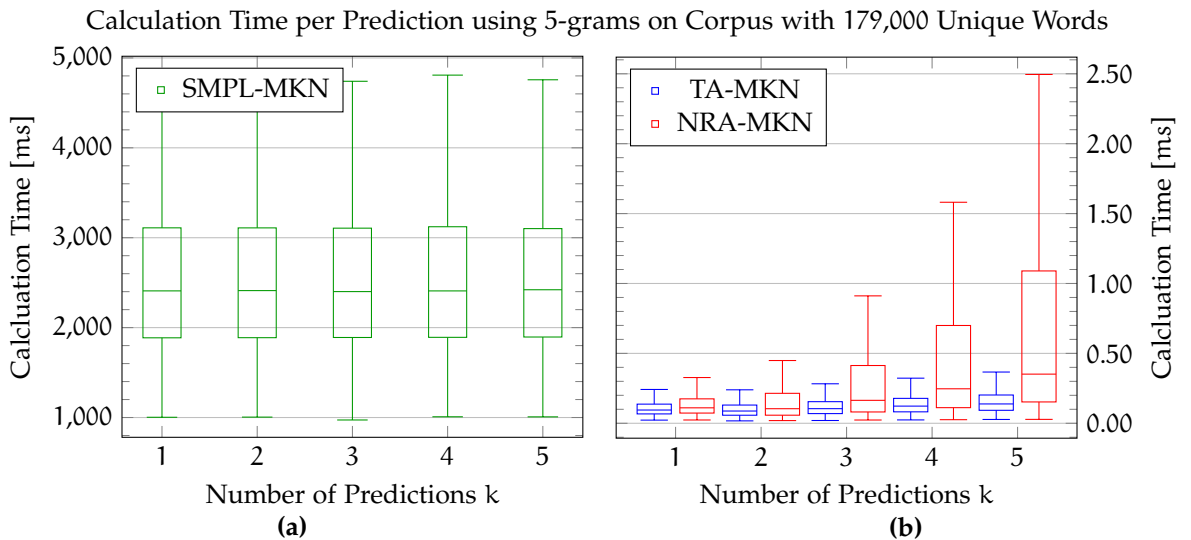 Calculation Time per Prediction using 5-grams on Corpus with 179,000 Unique Words
5,000
4,000
3,000
2,000
1,000
Calcluation Time [ms]
SMPL-MKN
1 2 3 4 5
Number of Predictions k
(a)
TA-MKN
NRA-MKN
2.50
2.00
1.50
1.00
0.50
0.00
Calcluation Time [ms]
1 2 3 4 5
Number of Predictions k
(b)